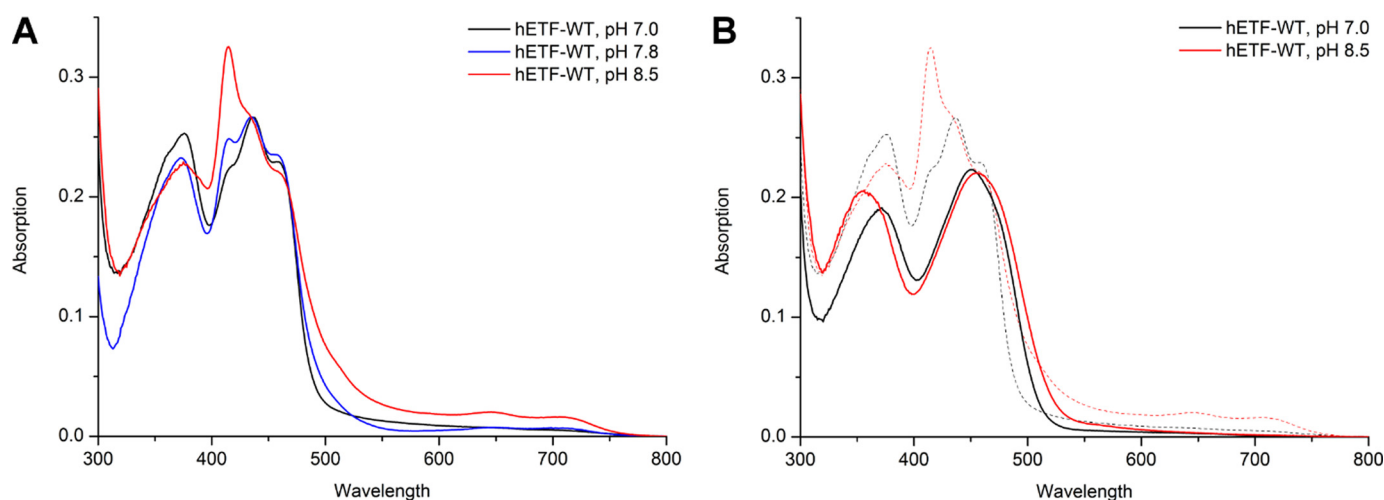 A
hETF-WT, pH 7.0
hETF-WT, pH 7.8
hETF-WT, pH 8.5
0.3
0.2
0.1
0.0
Absorption
300 400 500 600 700 800
Wavelength
B
hETF-WT, pH 7.0
hETF-WT, pH 8.5
0.3
0.2
0.1
0.0
Absorption
300 400 500 600 700 800
Wavelength